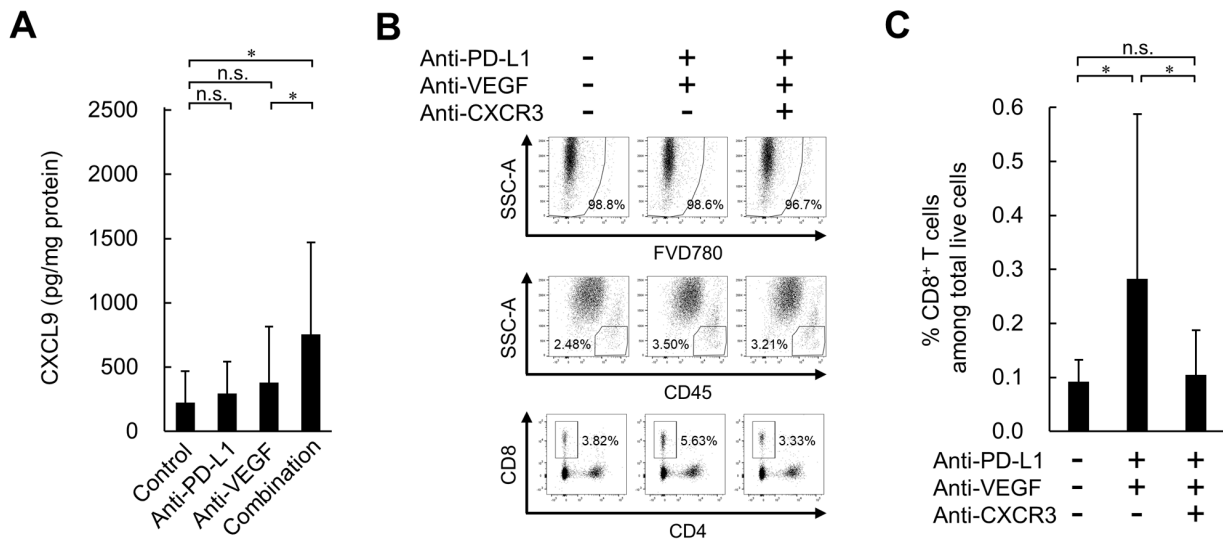 A
*
n.s.
n.s.
*
CXCL9 (pg/mg protein)
2500
2000
1500
1000
500
0
Control
Anti-PD-L1
Anti-VEGF
Combination
B
Anti-PD-L1 - + +
Anti-VEGF - + +
Anti-CXCR3 - - +
SSC-A
98.8%
98.6%
96.7%
FVD780
SSC-A
2.48%
3.50%
3.21%
CD45
CD8
3.82%
5.63%
3.33%
CD4
C
n.s.
*
*
% CD8⁺ T cells
among total live cells
0.6
0.5
0.4
0.3
0.2
0.1
0.0
Anti-PD-L1 - + +
Anti-VEGF - + +
Anti-CXCR3 - - +